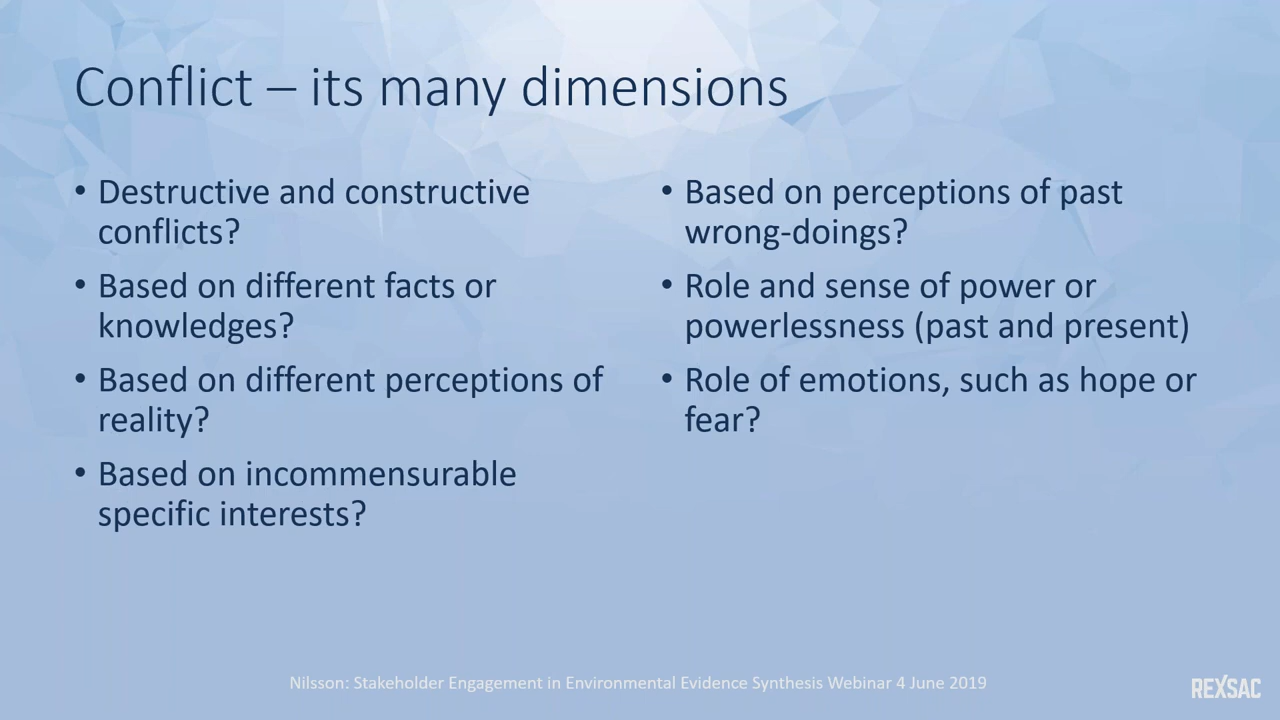 Conflict – its many dimensions
• Destructive and constructive
conflicts?
• Based on different facts or
knowledges?
• Based on different perceptions of
reality?
• Based on incommensurable
specific interests?
• Based on perceptions of past
wrong-doings?
• Role and sense of power or
powerlessness (past and present)
• Role of emotions, such as hope or
fear?
Nilsson: Stakeholder Engagement in Environmental Evidence Synthesis Webinar 4 June 2019
REXSAC